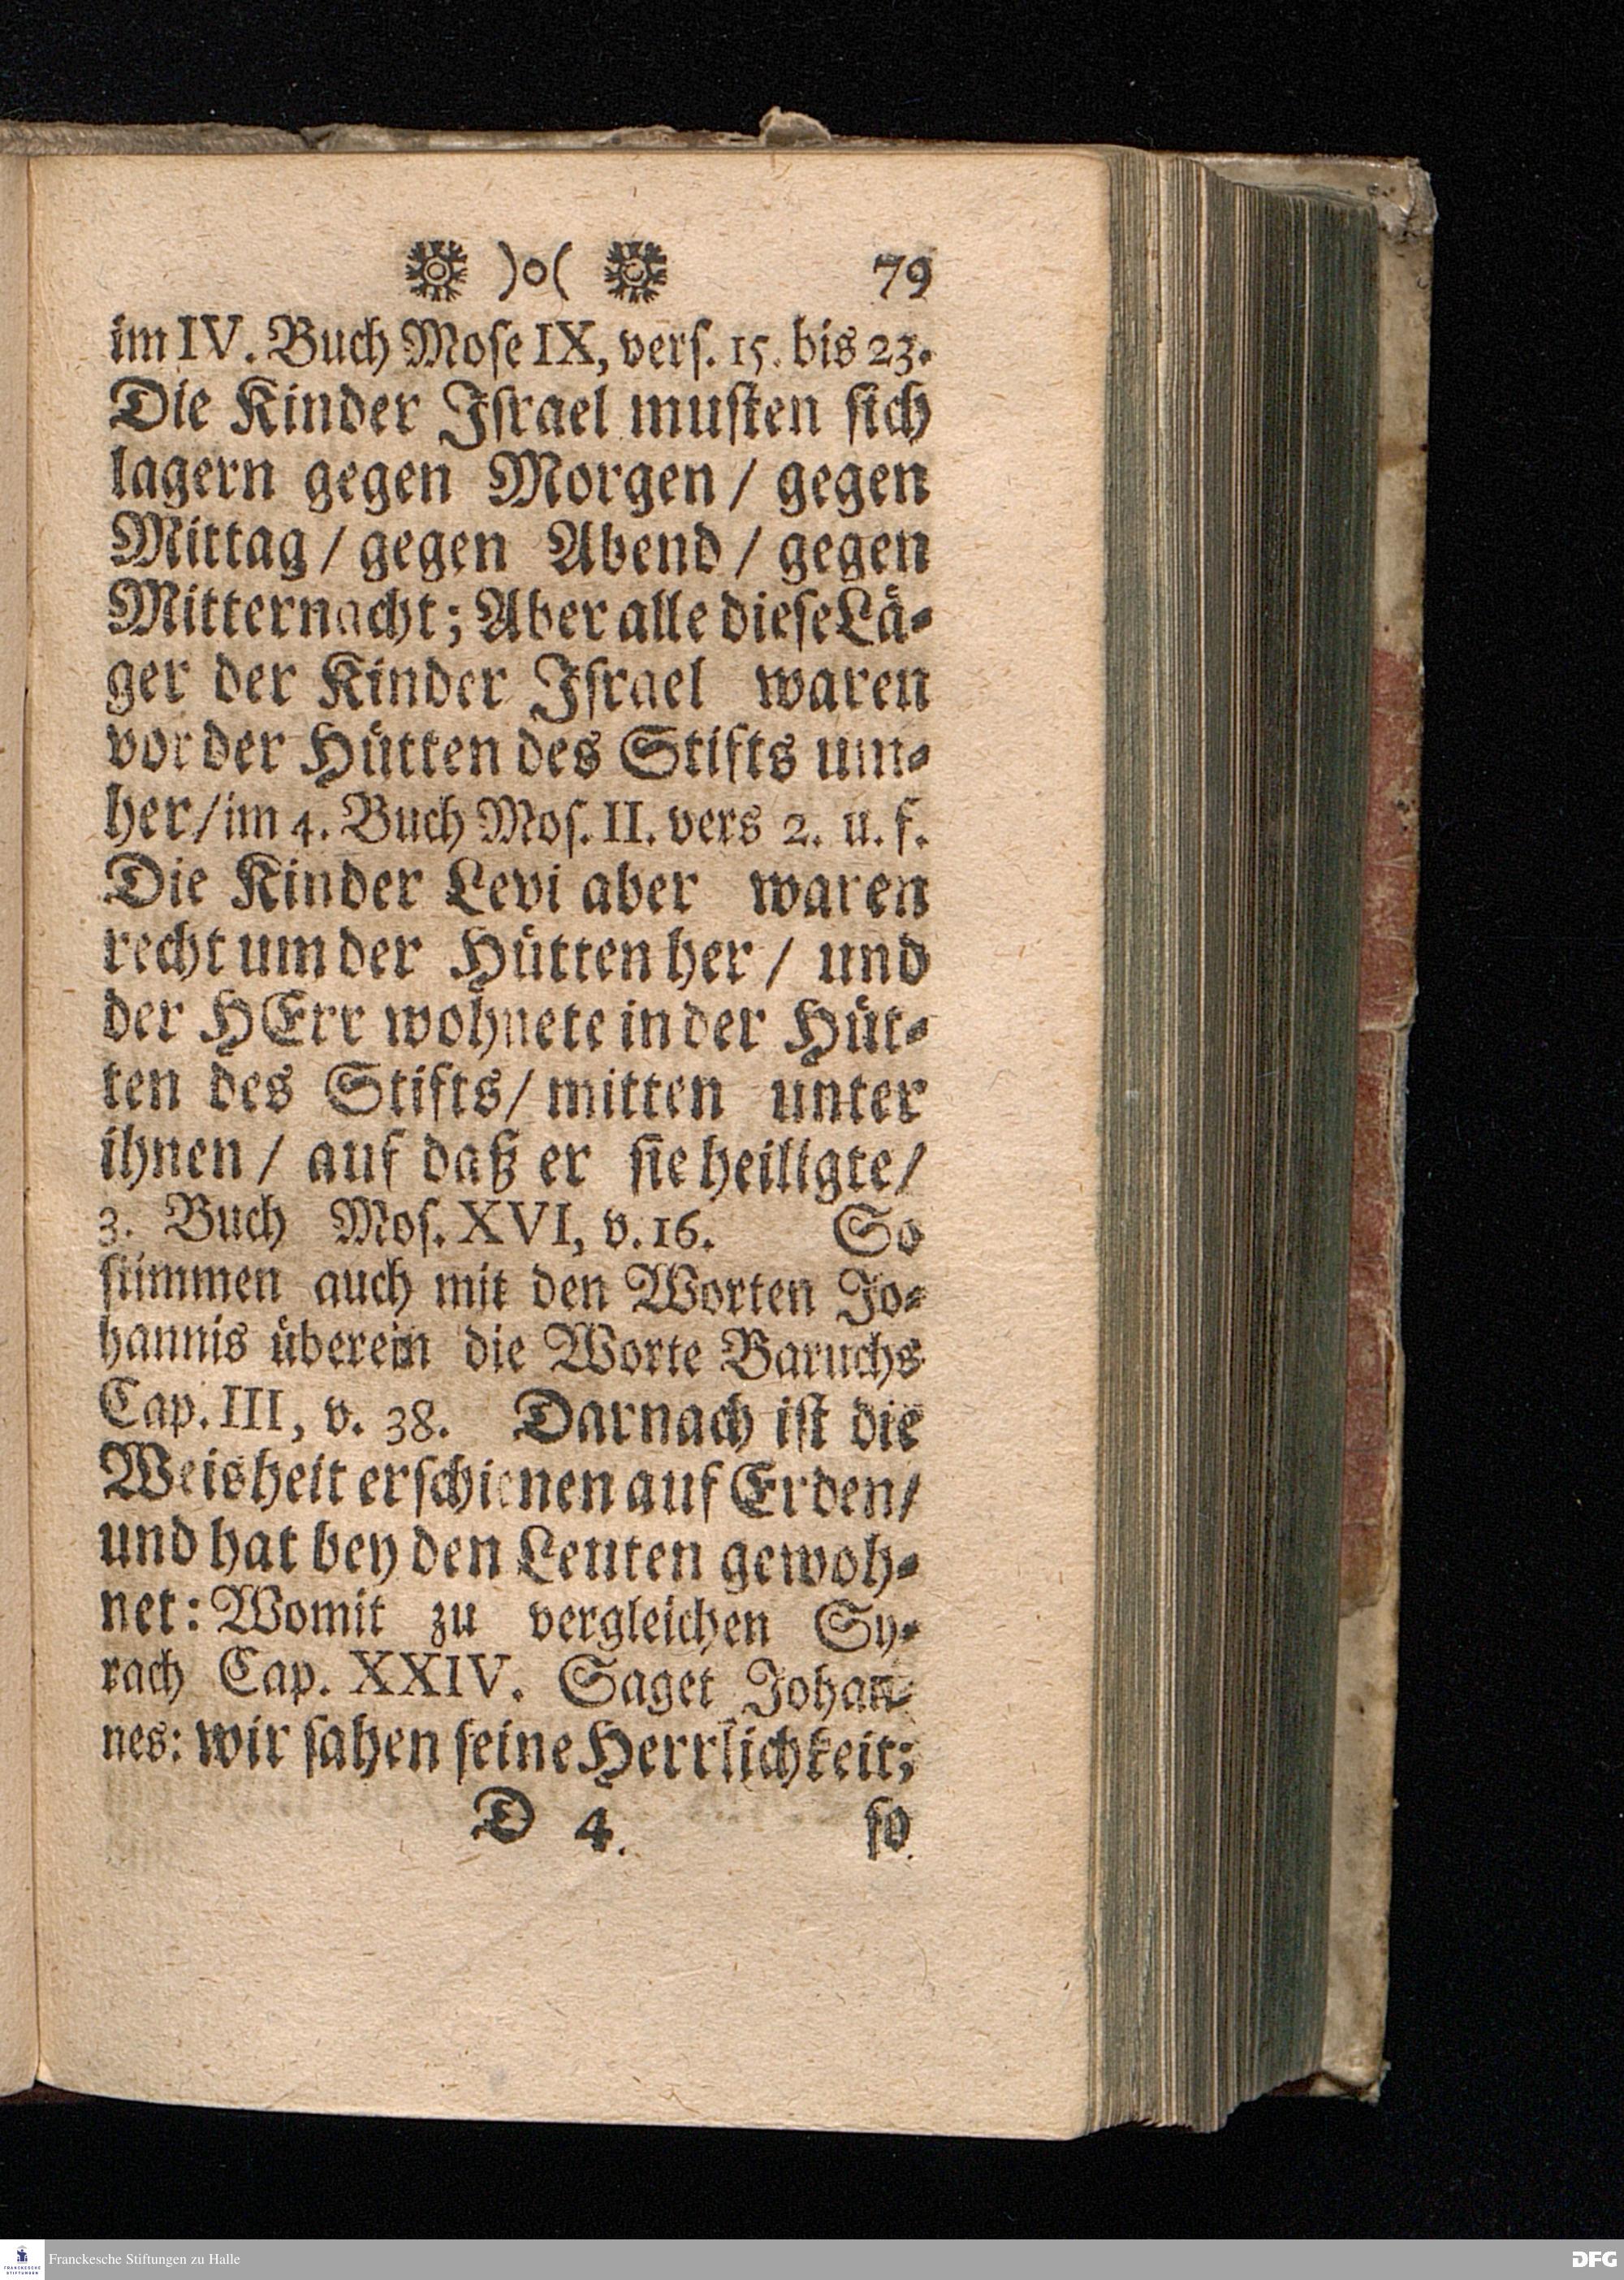 )o( 79
im IV. Buch Moſe IX, verſ. 15. bis 23.
Die Kinder Iſrael muſten ſich
lagern gegen Morgen / gegen
Mittag / gegen Abend / gegen
Mitternacht; Aber alle dieſe Lä-
ger der Kinder Iſrael waren
vor der Hütten des Stifts um-
her / im 4. Buch Moſ. II. vers 2. u. f.
Die Kinder Levi aber waren
recht um der Hütten her / und
der HErr wohnete in der Hüt-
ten des Stifts / mitten unter
ihnen / auf daß er ſie heiligte /
3. Buch Moſ. XVI, v. 16. So
ſtimmen auch mit den Worten Jo-
hannis überein die Worte Baruchs
Cap. III, v. 38. Darnach iſt die
Weisheit erſchienen auf Erden /
und hat bey den Leuten gewoh-
net: Womit zu vergleichen Sy-
rach Cap. XXIV. Saget Johan-
nes: wir ſahen ſeine Herrlichkeit;
D 4. ſo
Franckesche Stiftungen zu Halle
FRANCKESCHE STIFTUNGEN
DFG